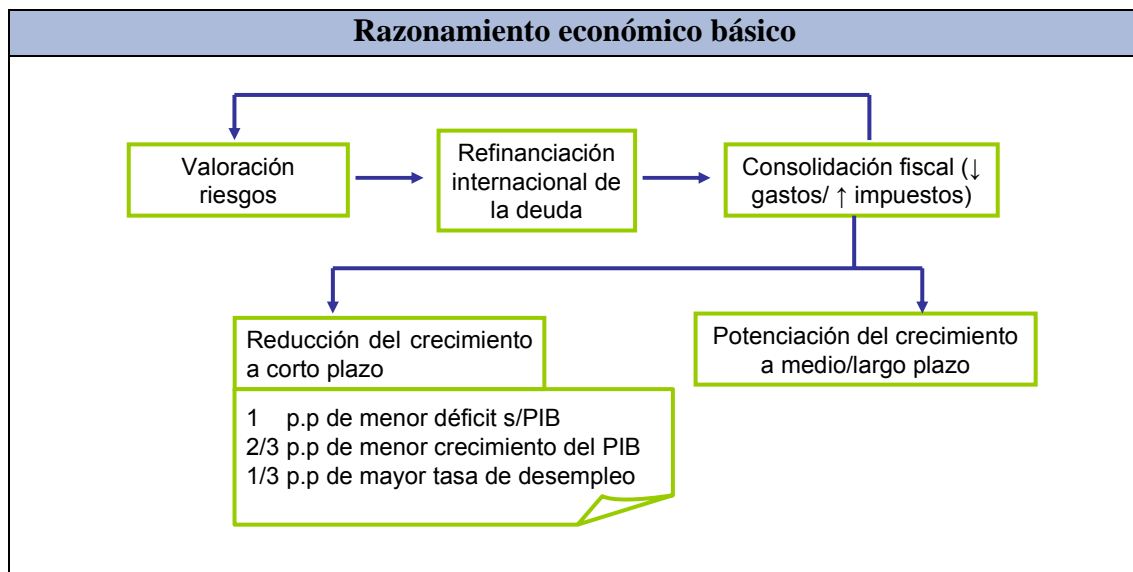 Razonamiento económico básico
Valoración
riesgos
Refinanciación
internacional de
la deuda
Consolidación fiscal (↓
gastos/ ↑ impuestos)
Reducción del crecimiento
a corto plazo
Potenciación del crecimiento
a medio/largo plazo
1 p.p de menor déficit s/PIB
2/3 p.p de menor crecimiento del PIB
1/3 p.p de mayor tasa de desempleo